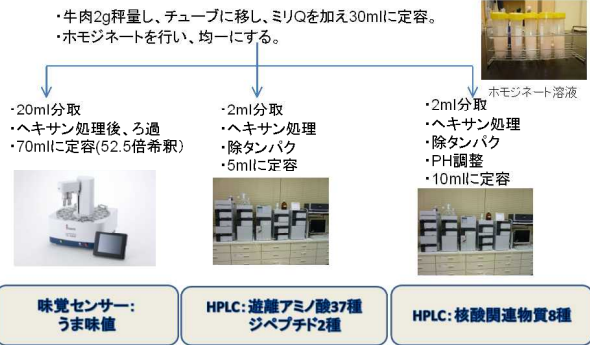 ・牛肉2g秤量し、チューブに移し、ミリQを加え30mlに定容。
・ホモジネートを行い、均一にする。
ホモジネート溶液
・20ml分取
・ヘキサン処理後、ろ過
・70mlに定容(52.5倍希釈)
・2ml分取
・ヘキサン処理
・除タンパク
・5mlに定容
・2ml分取
・ヘキサン処理
・除タンパク
・PH調整
・10mlに定容
味覚センサー:
うま味値
HPLC:遊離アミノ酸37種
ジペプチド2種
HPLC:核酸関連物質8種